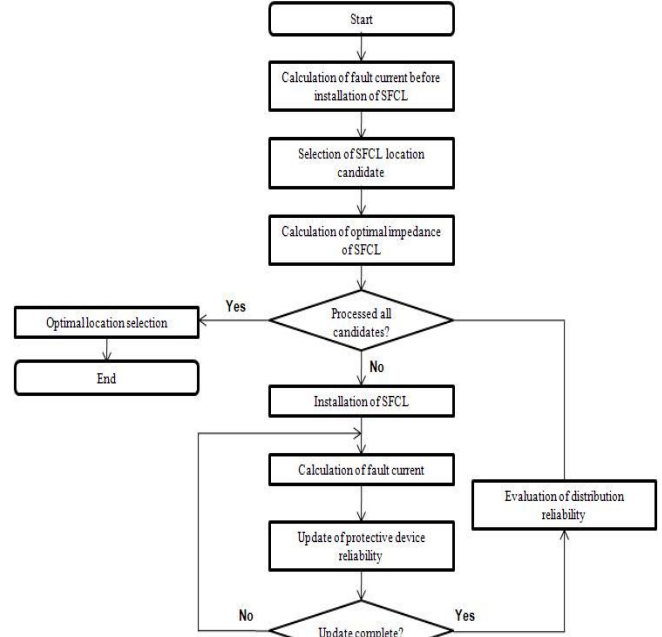 Start
Calculation of fault current before
installation of SFCL
Selection of SFCL location
candidate
Calculation of optimal impedance
of SFCL
Processed all
candidates?
Yes
Optimal location selection
End
No
Installation of SFCL
Calculation of fault current
Update of protective device
reliability
Update complete?
No
Yes
Evaluation of distribution
reliability